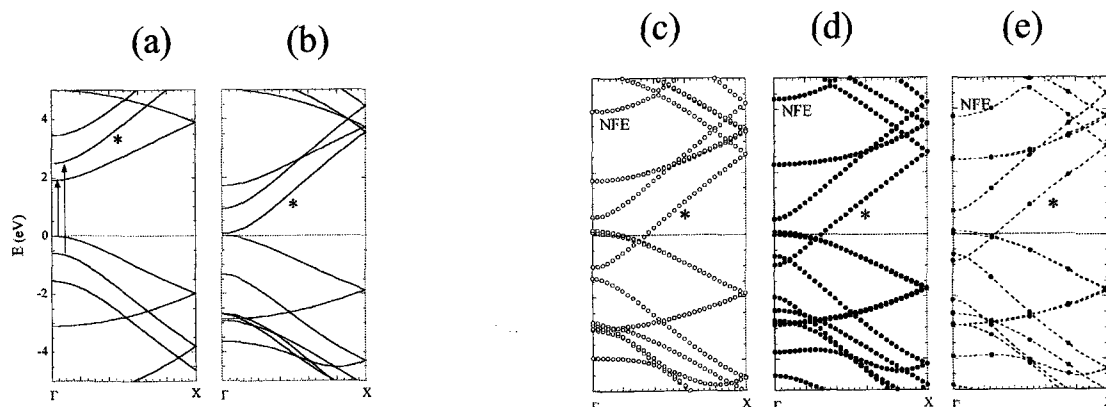 (a)
(b)
(c)
(d)
(e)
E (eV)
4
2
0
-2
-4
*
*
NFE
*
NFE
*
NFE
*
Γ
X
Γ
X
Γ
X
Γ
X
Γ